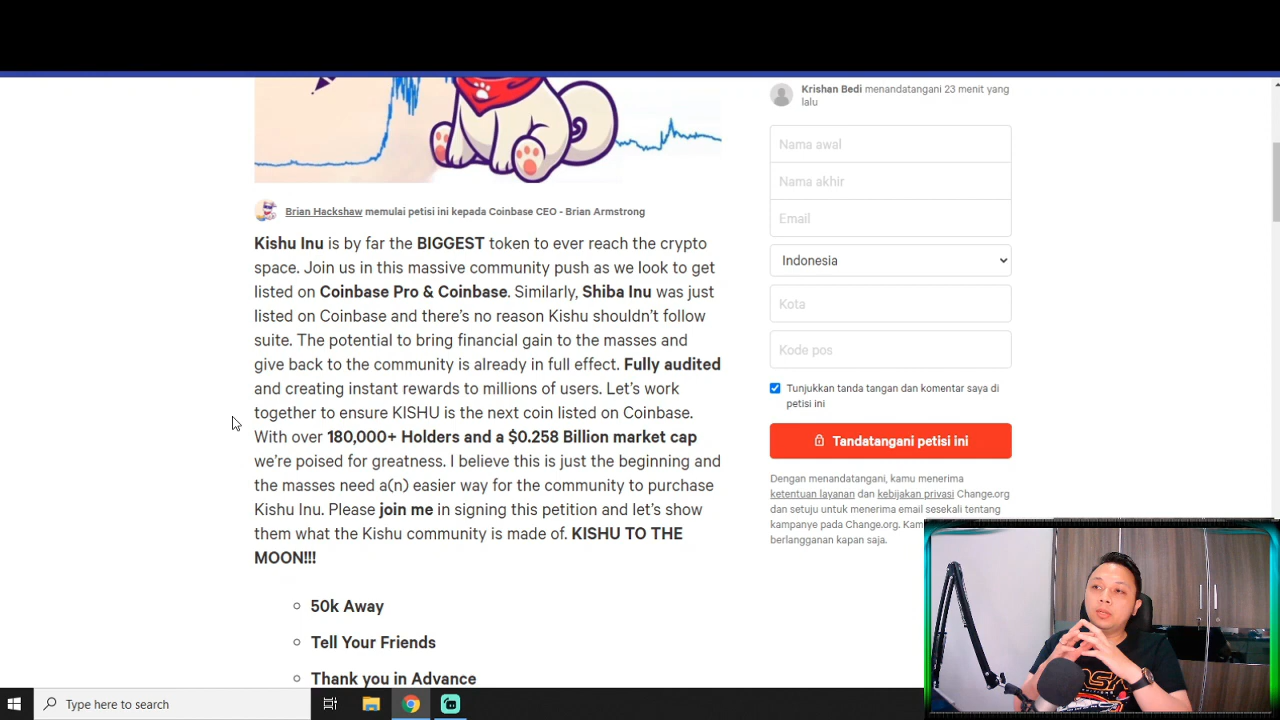 Krishan Bedi menandatangani 23 menit yang
lalu
Nama awal
Nama akhir
Email
Indonesia
Kota
Kode pos
Tunjukkan tanda tangan dan komentar saya di
petisi ini
Tandatangani petisi ini
Dengan menandatangani, kamu menerima
ketentuan layanan dan kebijakan privasi Change.org
dan setuju untuk menerima email sesekali tentang
kampanye pada Change.org. Kam
berlangganan kapan saja.
Brian Hackshaw memulai petisi ini kepada Coinbase CEO - Brian Armstrong
Kishu Inu is by far the BIGGEST token to ever reach the crypto
space. Join us in this massive community push as we look to get
listed on Coinbase Pro & Coinbase. Similarly, Shiba Inu was just
listed on Coinbase and there's no reason Kishu shouldn't follow
suite. The potential to bring financial gain to the masses and
give back to the community is already in full effect. Fully audited
and creating instant rewards to millions of users. Let's work
together to ensure KISHU is the next coin listed on Coinbase.
With over 180,000+ Holders and a $0.258 Billion market cap
we're poised for greatness. I believe this is just the beginning and
the masses need a(n) easier way for the community to purchase
Kishu Inu. Please join me in signing this petition and let's show
them what the Kishu community is made of. KISHU TO THE
MOON!!!
50k Away
Tell Your Friends
Thank you in Advance
Type here to search